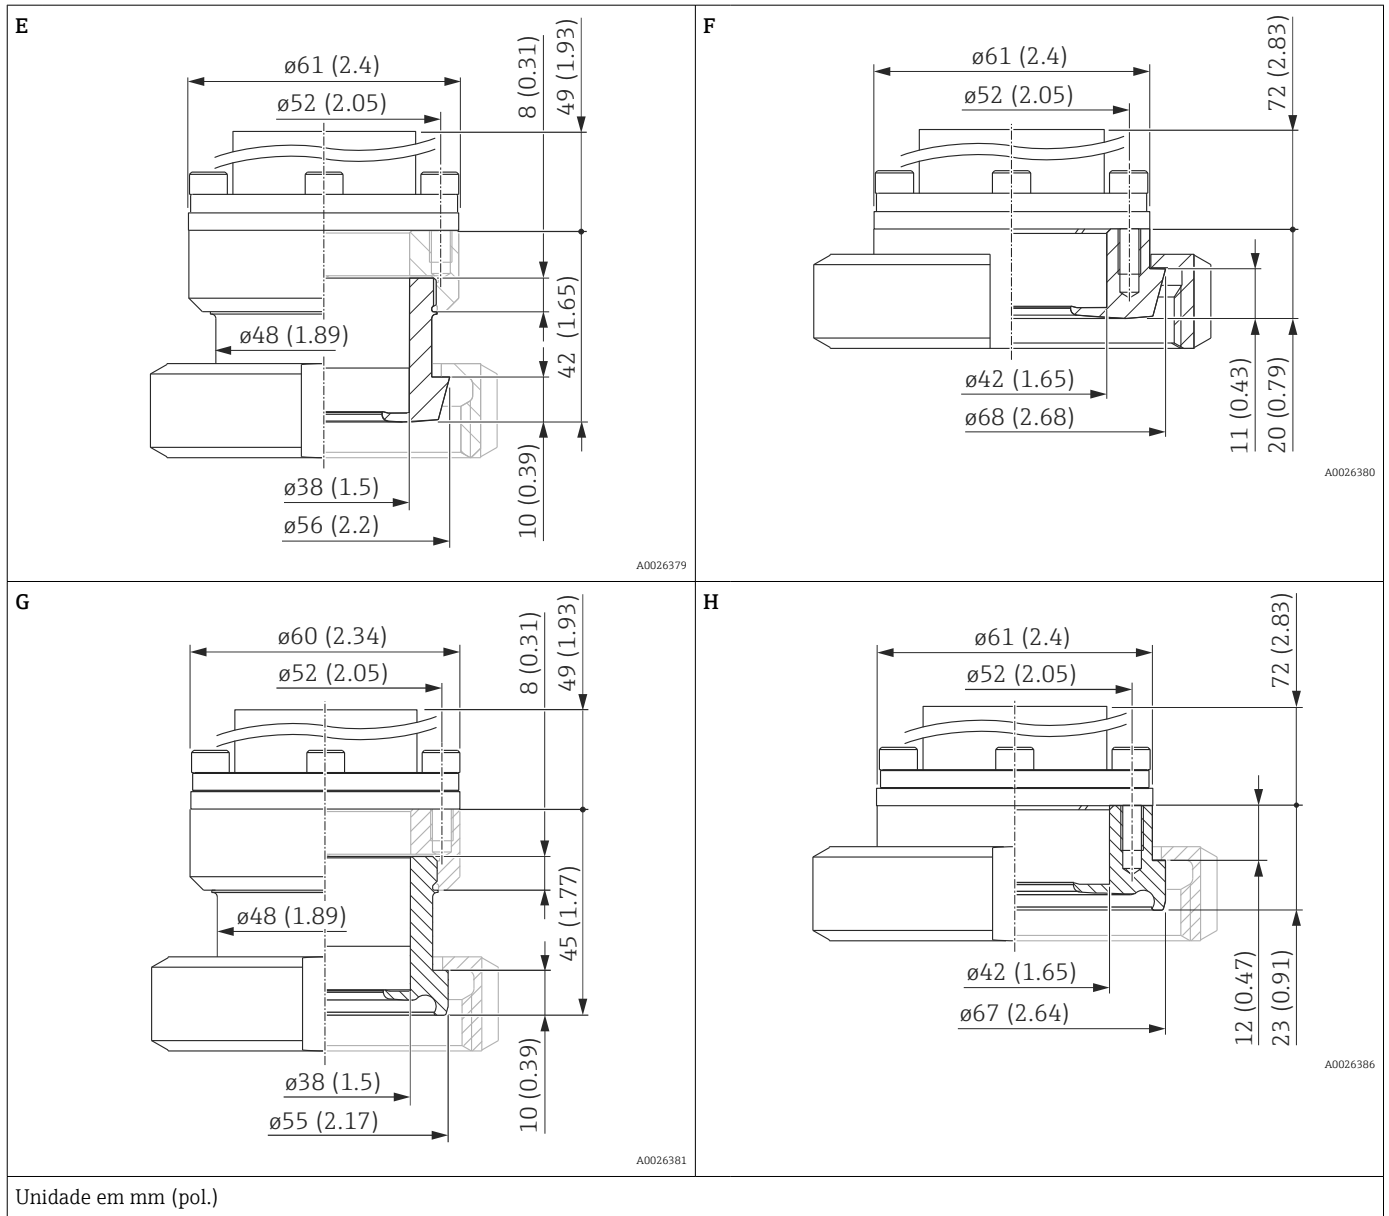 E
ø61 (2.4)
ø52 (2.05)
8 (0.31)
49 (1.93)
ø48 (1.89)
42 (1.65)
ø38 (1.5)
ø56 (2.2)
10 (0.39)
A0026379
F
ø61 (2.4)
ø52 (2.05)
72 (2.83)
ø42 (1.65)
ø68 (2.68)
11 (0.43)
20 (0.79)
A0026380
G
ø60 (2.34)
ø52 (2.05)
8 (0.31)
49 (1.93)
ø48 (1.89)
45 (1.77)
ø38 (1.5)
ø55 (2.17)
10 (0.39)
A0026381
H
ø61 (2.4)
ø52 (2.05)
72 (2.83)
ø42 (1.65)
ø67 (2.64)
12 (0.47)
23 (0.91)
A0026386
Unidade em mm (pol.)